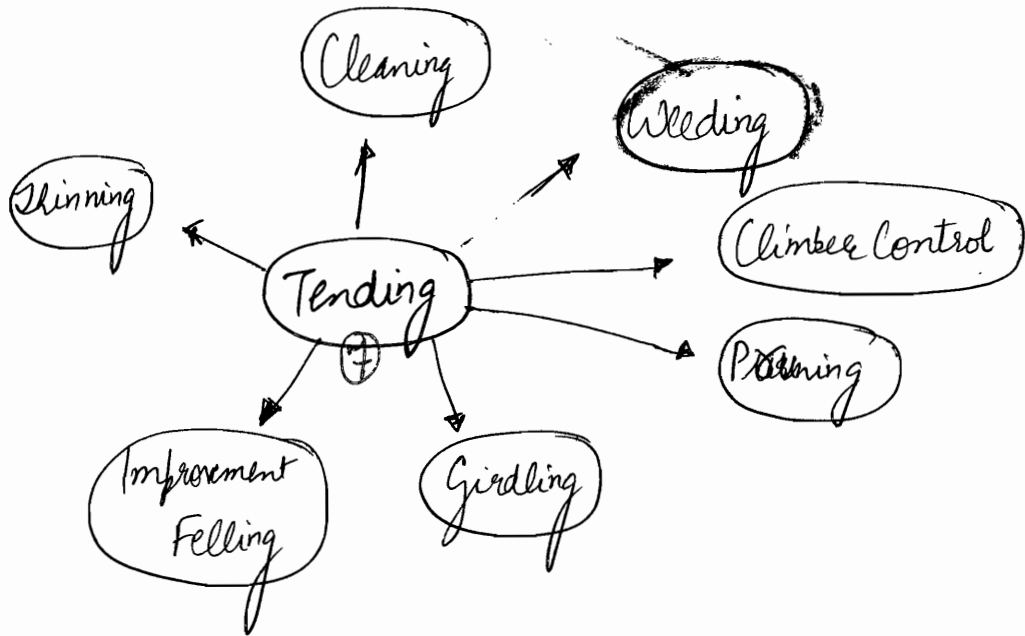 Cleaning
Weeding
Thinning
Climber Control
Tending
7
Pruning
Improvement
Felling
Girdling